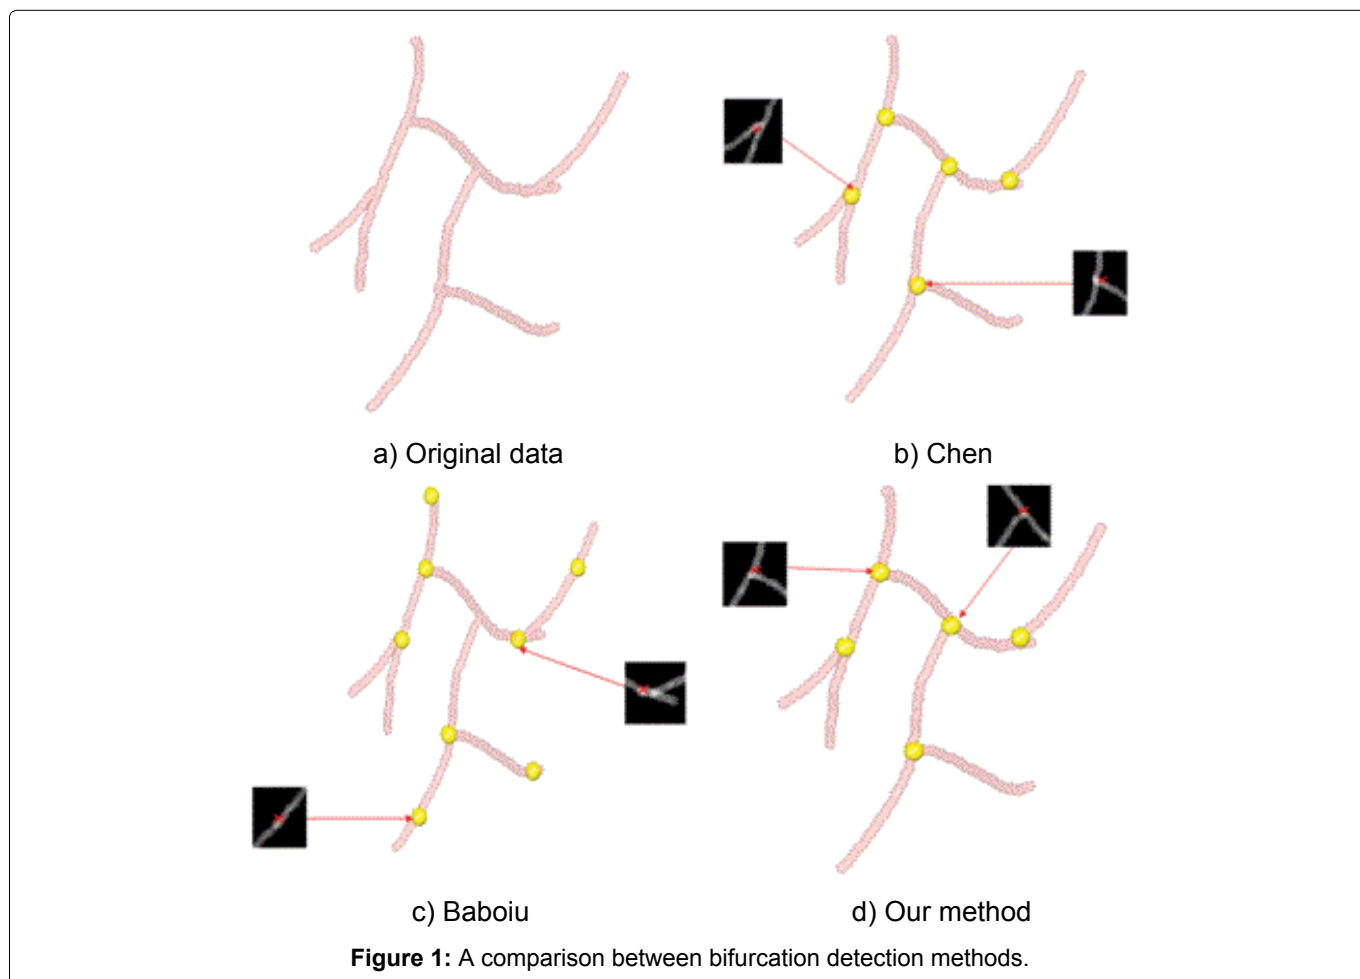 a) Original data
b) Chen
c) Baboiu
d) Our method
Figure 1: A comparison between bifurcation detection methods.